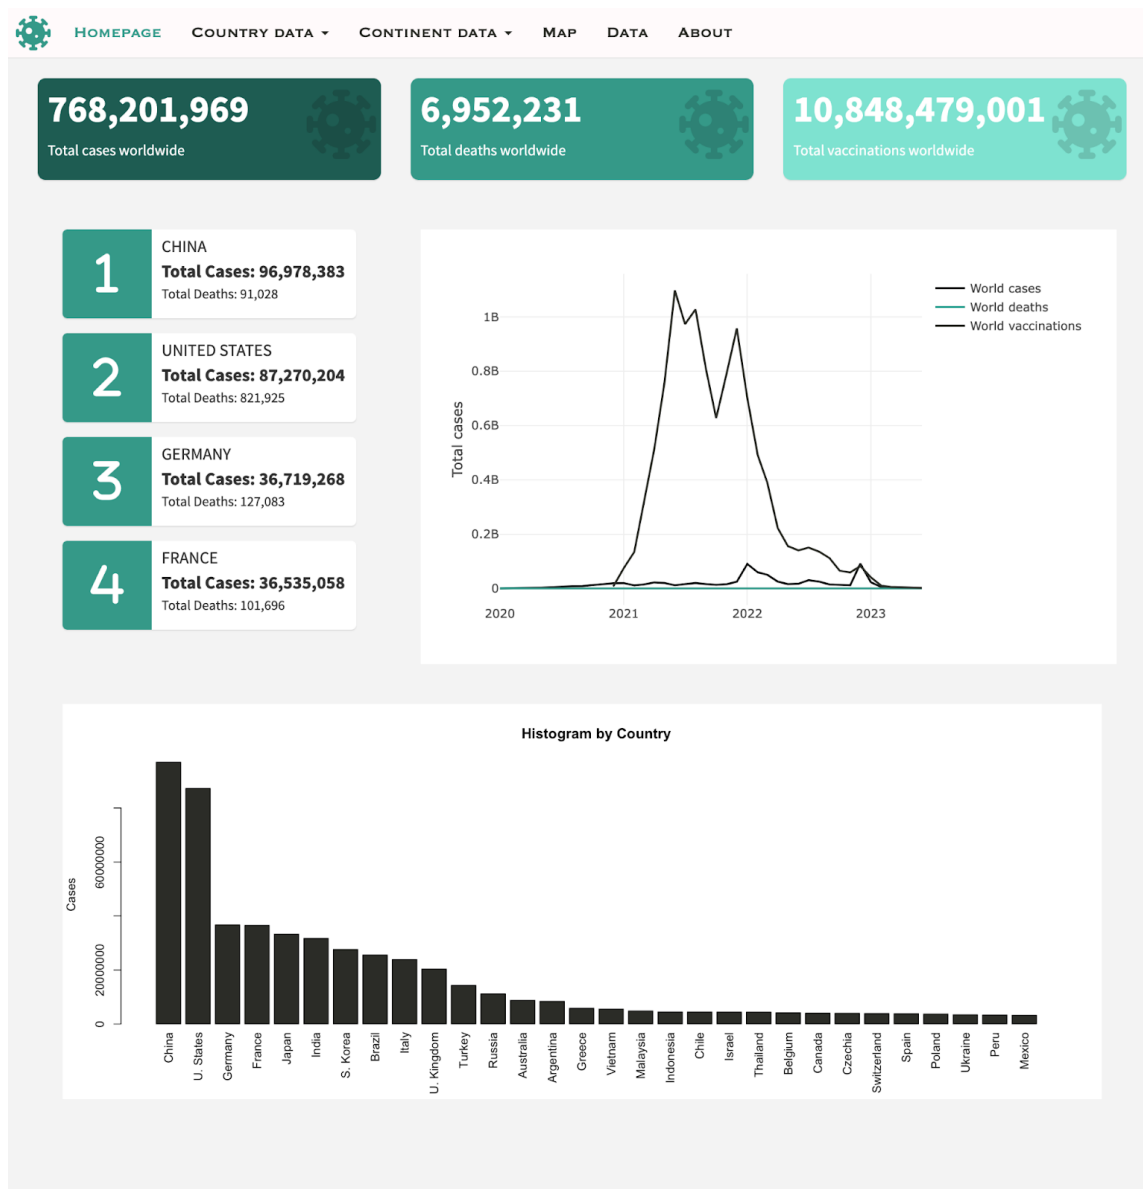 Homepage Country data Continent data Map Data About
768,201,969
Total cases worldwide
6,952,231
Total deaths worldwide
10,848,479,001
Total vaccinations worldwide
1
CHINA
Total Cases: 96,978,383
Total Deaths: 91,028
2
UNITED STATES
Total Cases: 87,270,204
Total Deaths: 821,925
3
GERMANY
Total Cases: 36,719,268
Total Deaths: 127,083
4
FRANCE
Total Cases: 36,535,058
Total Deaths: 101,696
World cases
World deaths
World vaccinations
Total cases
1B
0.8B
0.6B
0.4B
0.2B
0
2020 2021 2022 2023
Histogram by Country
Cases
60000000
20000000
0
China
U. States
Germany
France
Japan
India
S. Korea
Brazil
Italy
U. Kingdom
Turkey
Russia
Australia
Argentina
Greece
Vietnam
Malaysia
Indonesia
Chile
Israel
Thailand
Belgium
Canada
Czechia
Switzerland
Spain
Poland
Ukraine
Peru
Mexico